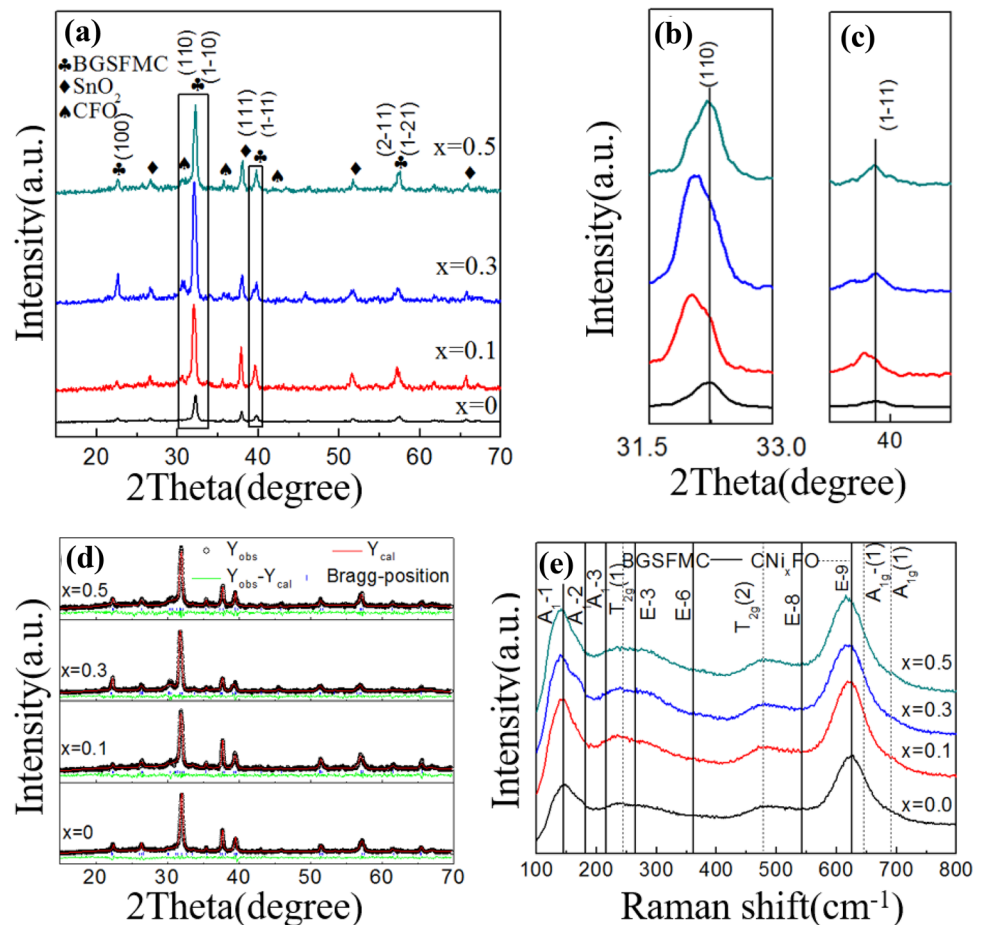 (a)
♣BGSFMC
♦SnO2
♠CFO2
(100)
(110)
(1-10)
(111)
(1-11)
(2-11)
(1-21)
x=0.5
x=0.3
x=0.1
x=0
Intensity(a.u.)
20 30 40 50 60 70
2Theta(degree)
(b)
(110)
Intensity(a.u.)
31.5 33.0
(c)
(1-11)
40
2Theta(degree)
(d)
Yobs
Ycal
Yobs-Ycal
Bragg-position
x=0.5
x=0.3
x=0.1
x=0
Intensity(a.u.)
20 30 40 50 60 70
2Theta(degree)
(e)
BGSFMC
CNixFO
A1-1
A1-2
A1-3
T2g(1)
E-3
E-6
T2g(2)
E-8
E-9
A1g-(1)
A1g(1)
x=0.5
x=0.3
x=0.1
x=0.0
Intensity(a.u.)
100 200 300 400 500 600 700 800
Raman shift(cm-1)